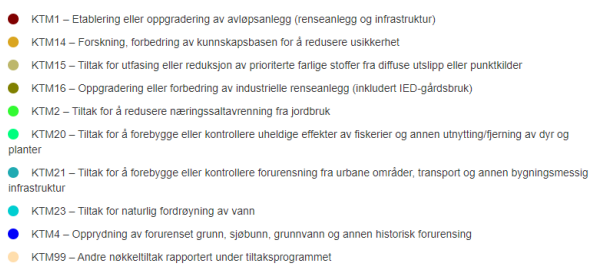 KTM1 – Etablering eller oppgradering av avløpsanlegg (renseanlegg og infrastruktur)
KTM14 – Forskning, forbedring av kunnskapsbasen for å redusere usikkerhet
KTM15 – Tiltak for utfasing eller reduksjon av prioriterte farlige stoffer fra diffuse utslipp eller punktkilder
KTM16 – Oppgradering eller forbedring av industrielle renseanlegg (inkludert IED-gårdsbruk)
KTM2 – Tiltak for å redusere næringssaltavrenning fra jordbruk
KTM20 – Tiltak for å forebygge eller kontrollere uheldige effekter av fiskerier og annen utnytting/fjerning av dyr og
planter
KTM21 – Tiltak for å forebygge eller kontrollere forurensning fra urbane områder, transport og annen bygningsmessig
infrastruktur
KTM23 – Tiltak for naturlig fordrøyning av vann
KTM4 – Opprydning av forurenset grunn, sjøbunn, grunnvann og annen historisk forurensing
KTM99 – Andre nøkkeltiltak rapportert under tiltaksprogrammet